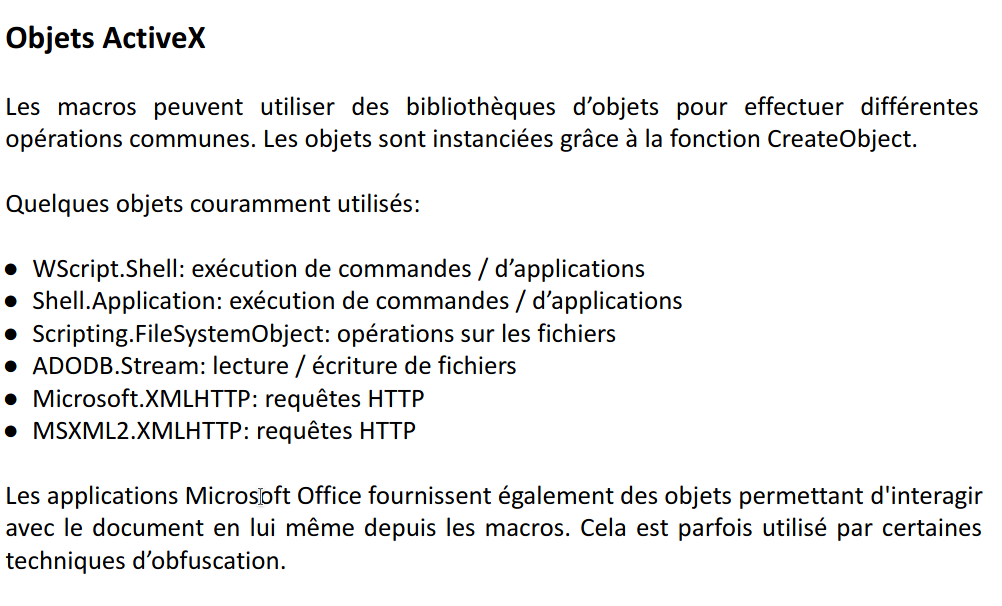 Objets ActiveX
Les macros peuvent utiliser des bibliothèques d’objets pour effectuer différentes
opérations communes. Les objets sont instanciées grâce à la fonction CreateObject.
Quelques objets couramment utilisés:
● WScript.Shell: exécution de commandes / d’applications
● Shell.Application: exécution de commandes / d’applications
● Scripting.FileSystemObject: opérations sur les fichiers
● ADODB.Stream: lecture / écriture de fichiers
● Microsoft.XMLHTTP: requêtes HTTP
● MSXML2.XMLHTTP: requêtes HTTP
Les applications Microsoft Office fournissent également des objets permettant d'interagir
avec le document en lui même depuis les macros. Cela est parfois utilisé par certaines
techniques d’obfuscation.